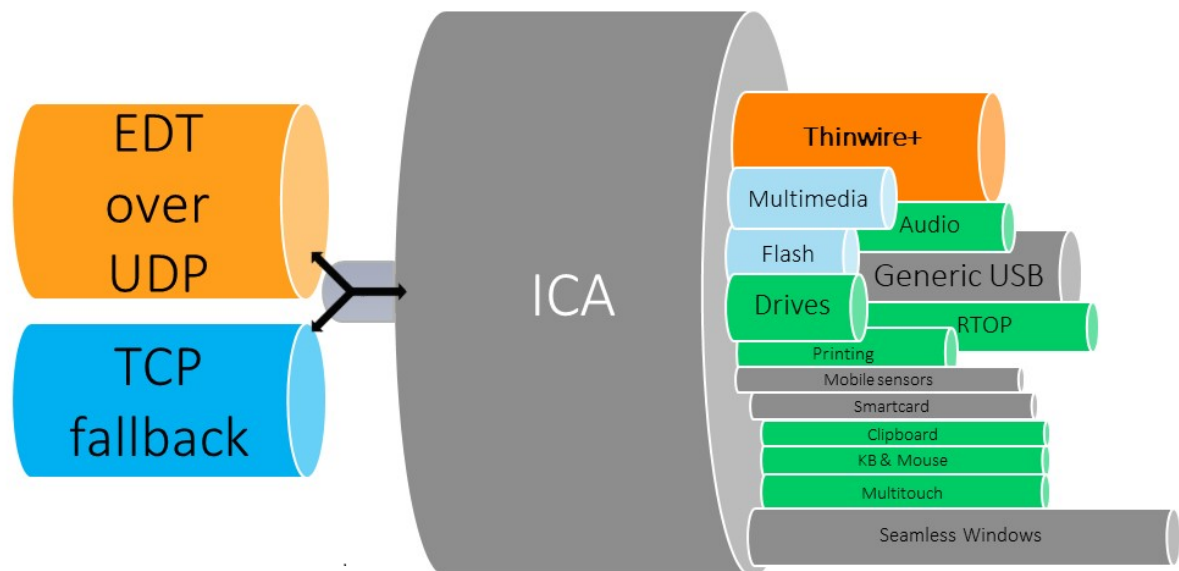 EDT
over
UDP
TCP
fallback
ICA
Thinwire+
Multimedia
Audio
Flash
Generic USB
Drives
RTOP
Printing
Mobile sensors
Smartcard
Clipboard
KB & Mouse
Multitouch
Seamless Windows